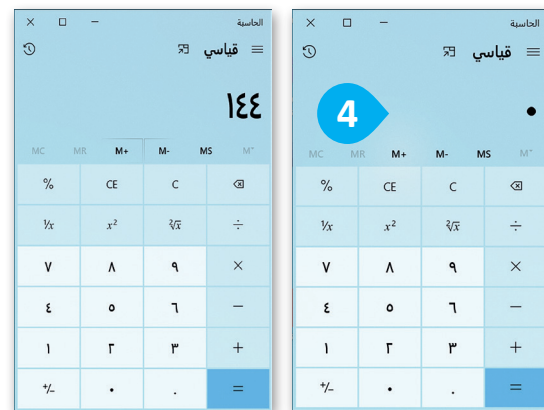 الحاسبة
قياسي
١٤٤
MC MR M+ M- MS M˅
% CE C
¹/x x² ²√x ÷
٧ ٨ ٩ ×
٤ ٥ ٦ −
١ ٢ ٣ +
+/− ٠ . =
الحاسبة
قياسي
4
٠
MC MR M+ M- MS M˅
% CE C
¹/x x² ²√x ÷
٧ ٨ ٩ ×
٤ ٥ ٦ −
١ ٢ ٣ +
+/− ٠ . =